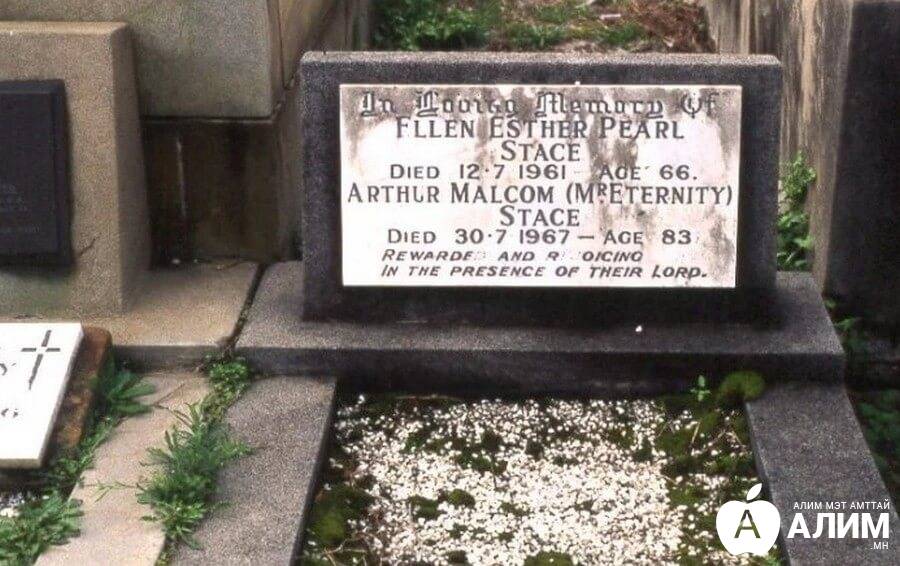 In Loving Memory Of
ELLEN ESTHER PEARL
STACE
DIED 12·7 1961 - AGE 66.
ARTHUR MALCOM (MR ETERNITY)
STACE
DIED 30·7 1967 — AGE 83
REWARDED AND REJOICING
IN THE PRESENCE OF THEIR LORD.
АЛИМ МЭТ АМТТАЙ
АЛИМ
.МН